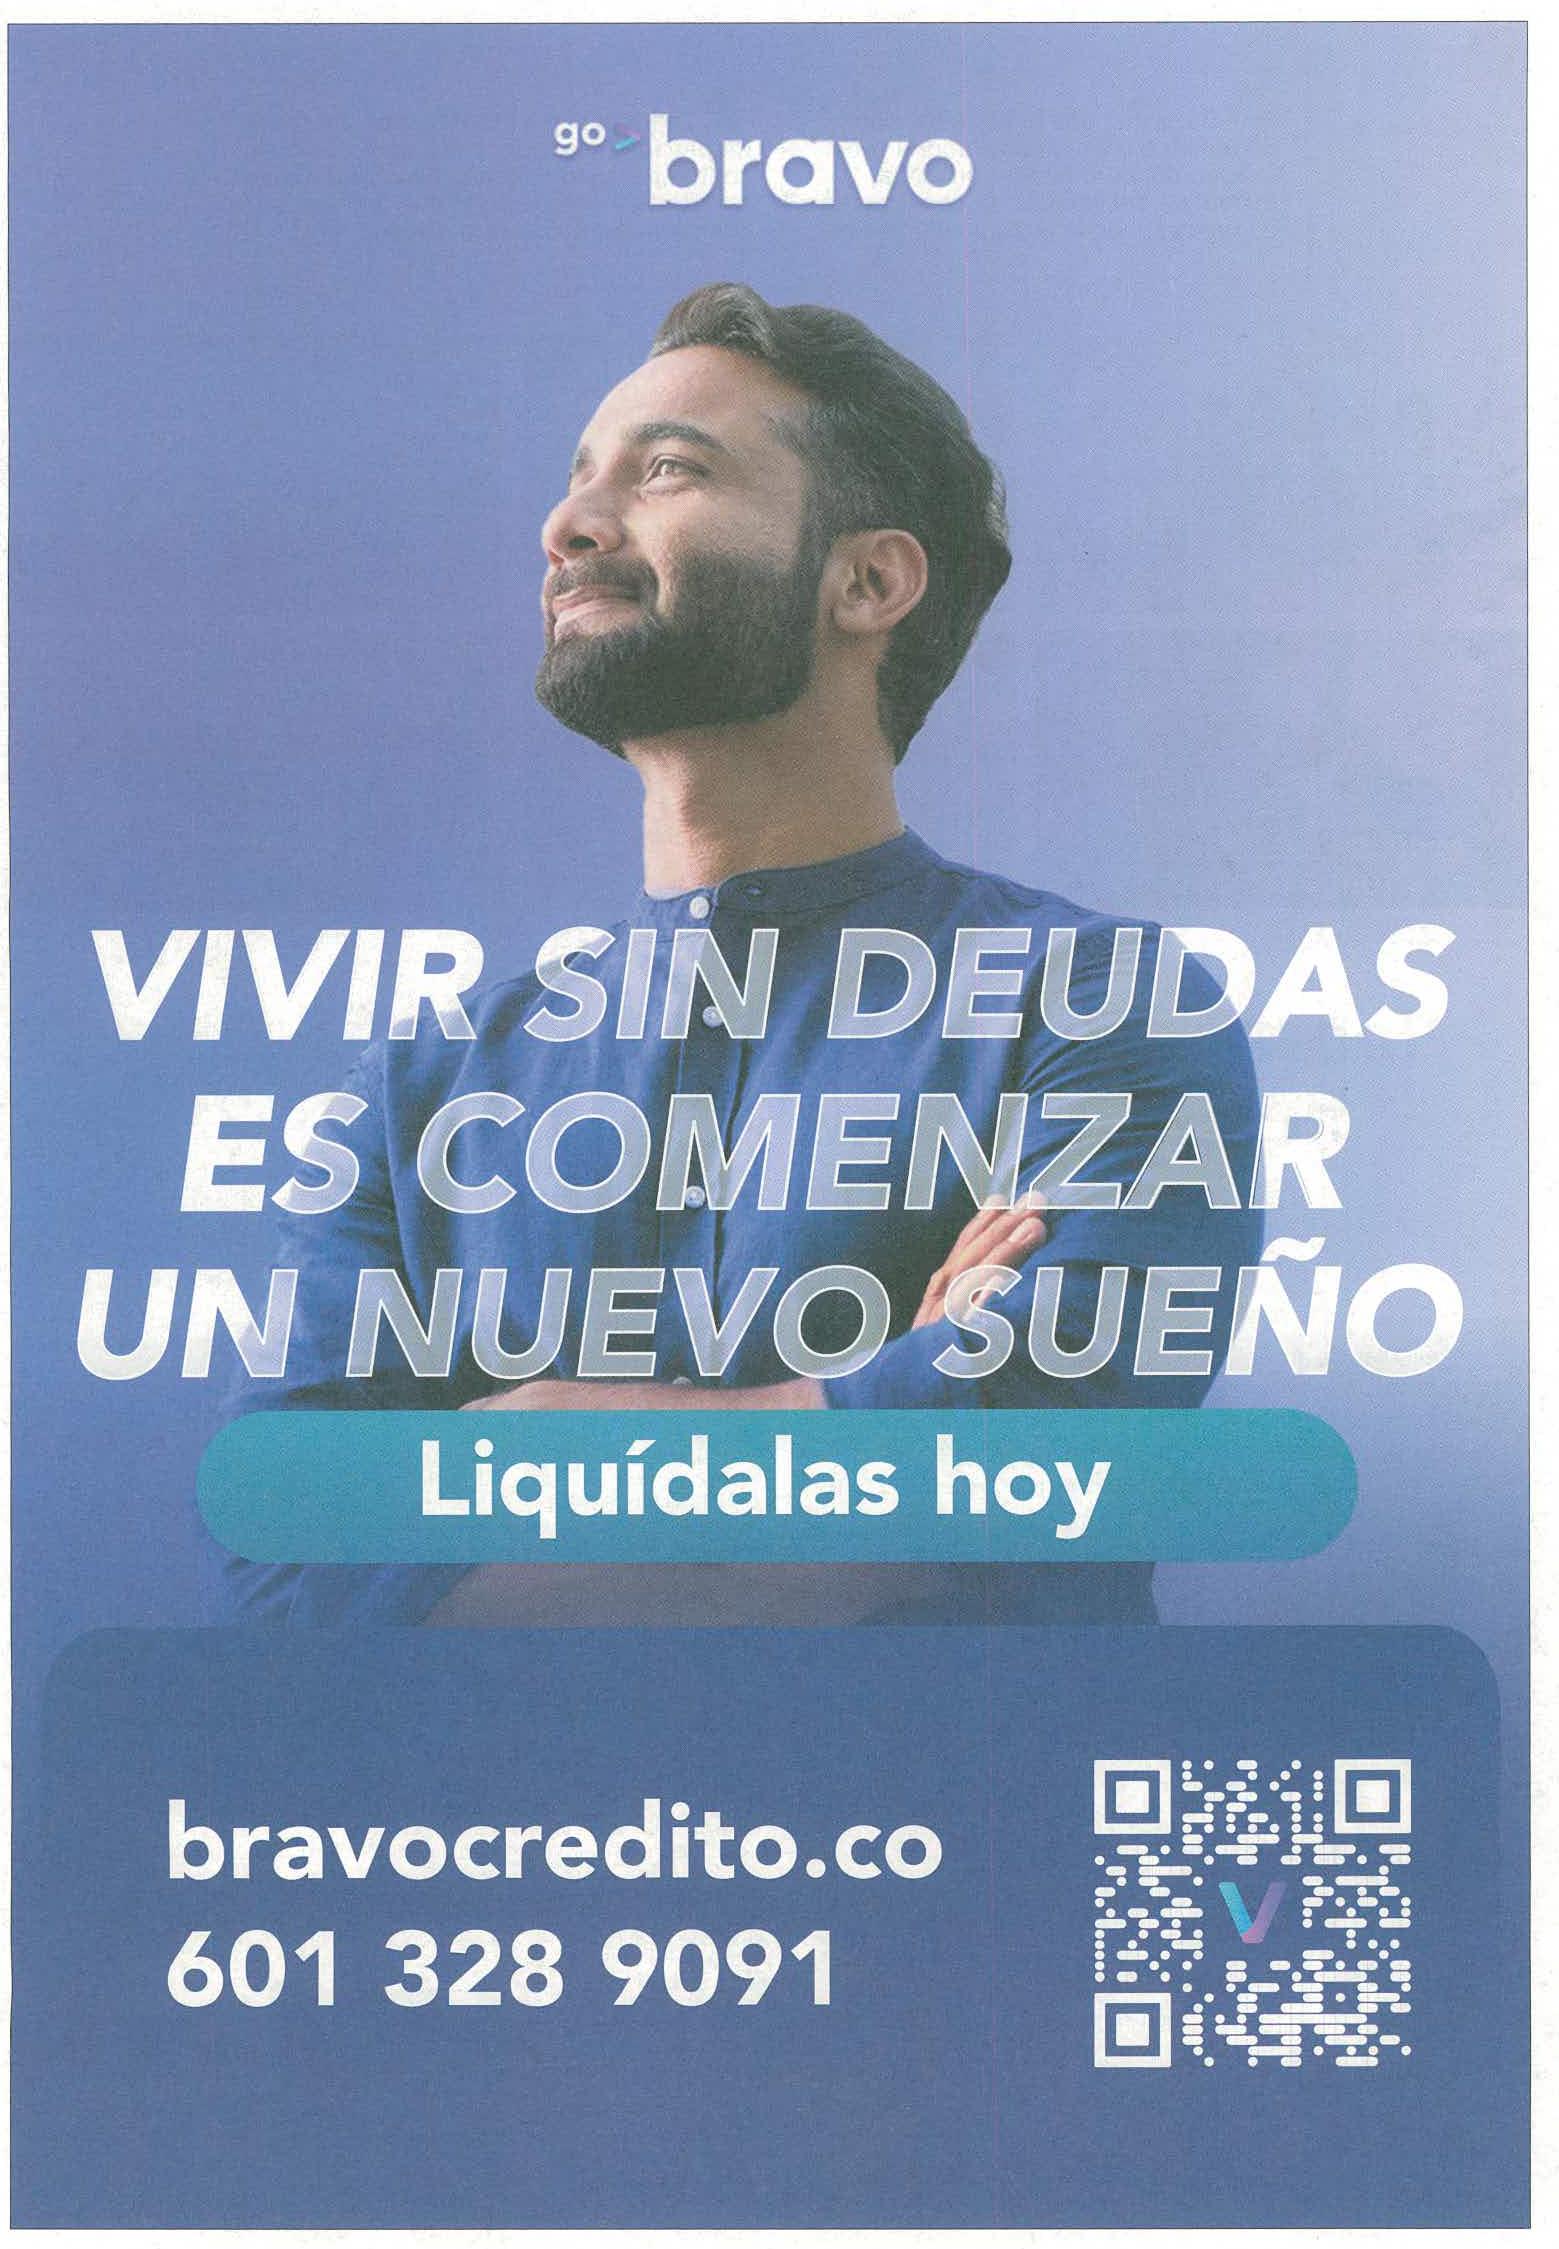 go bravo
VIVIR SIN DEUDAS
ES COMENZAR
UN NUEVO SUEÑO
Liquídalas hoy
bravocredito.co
601 328 9091